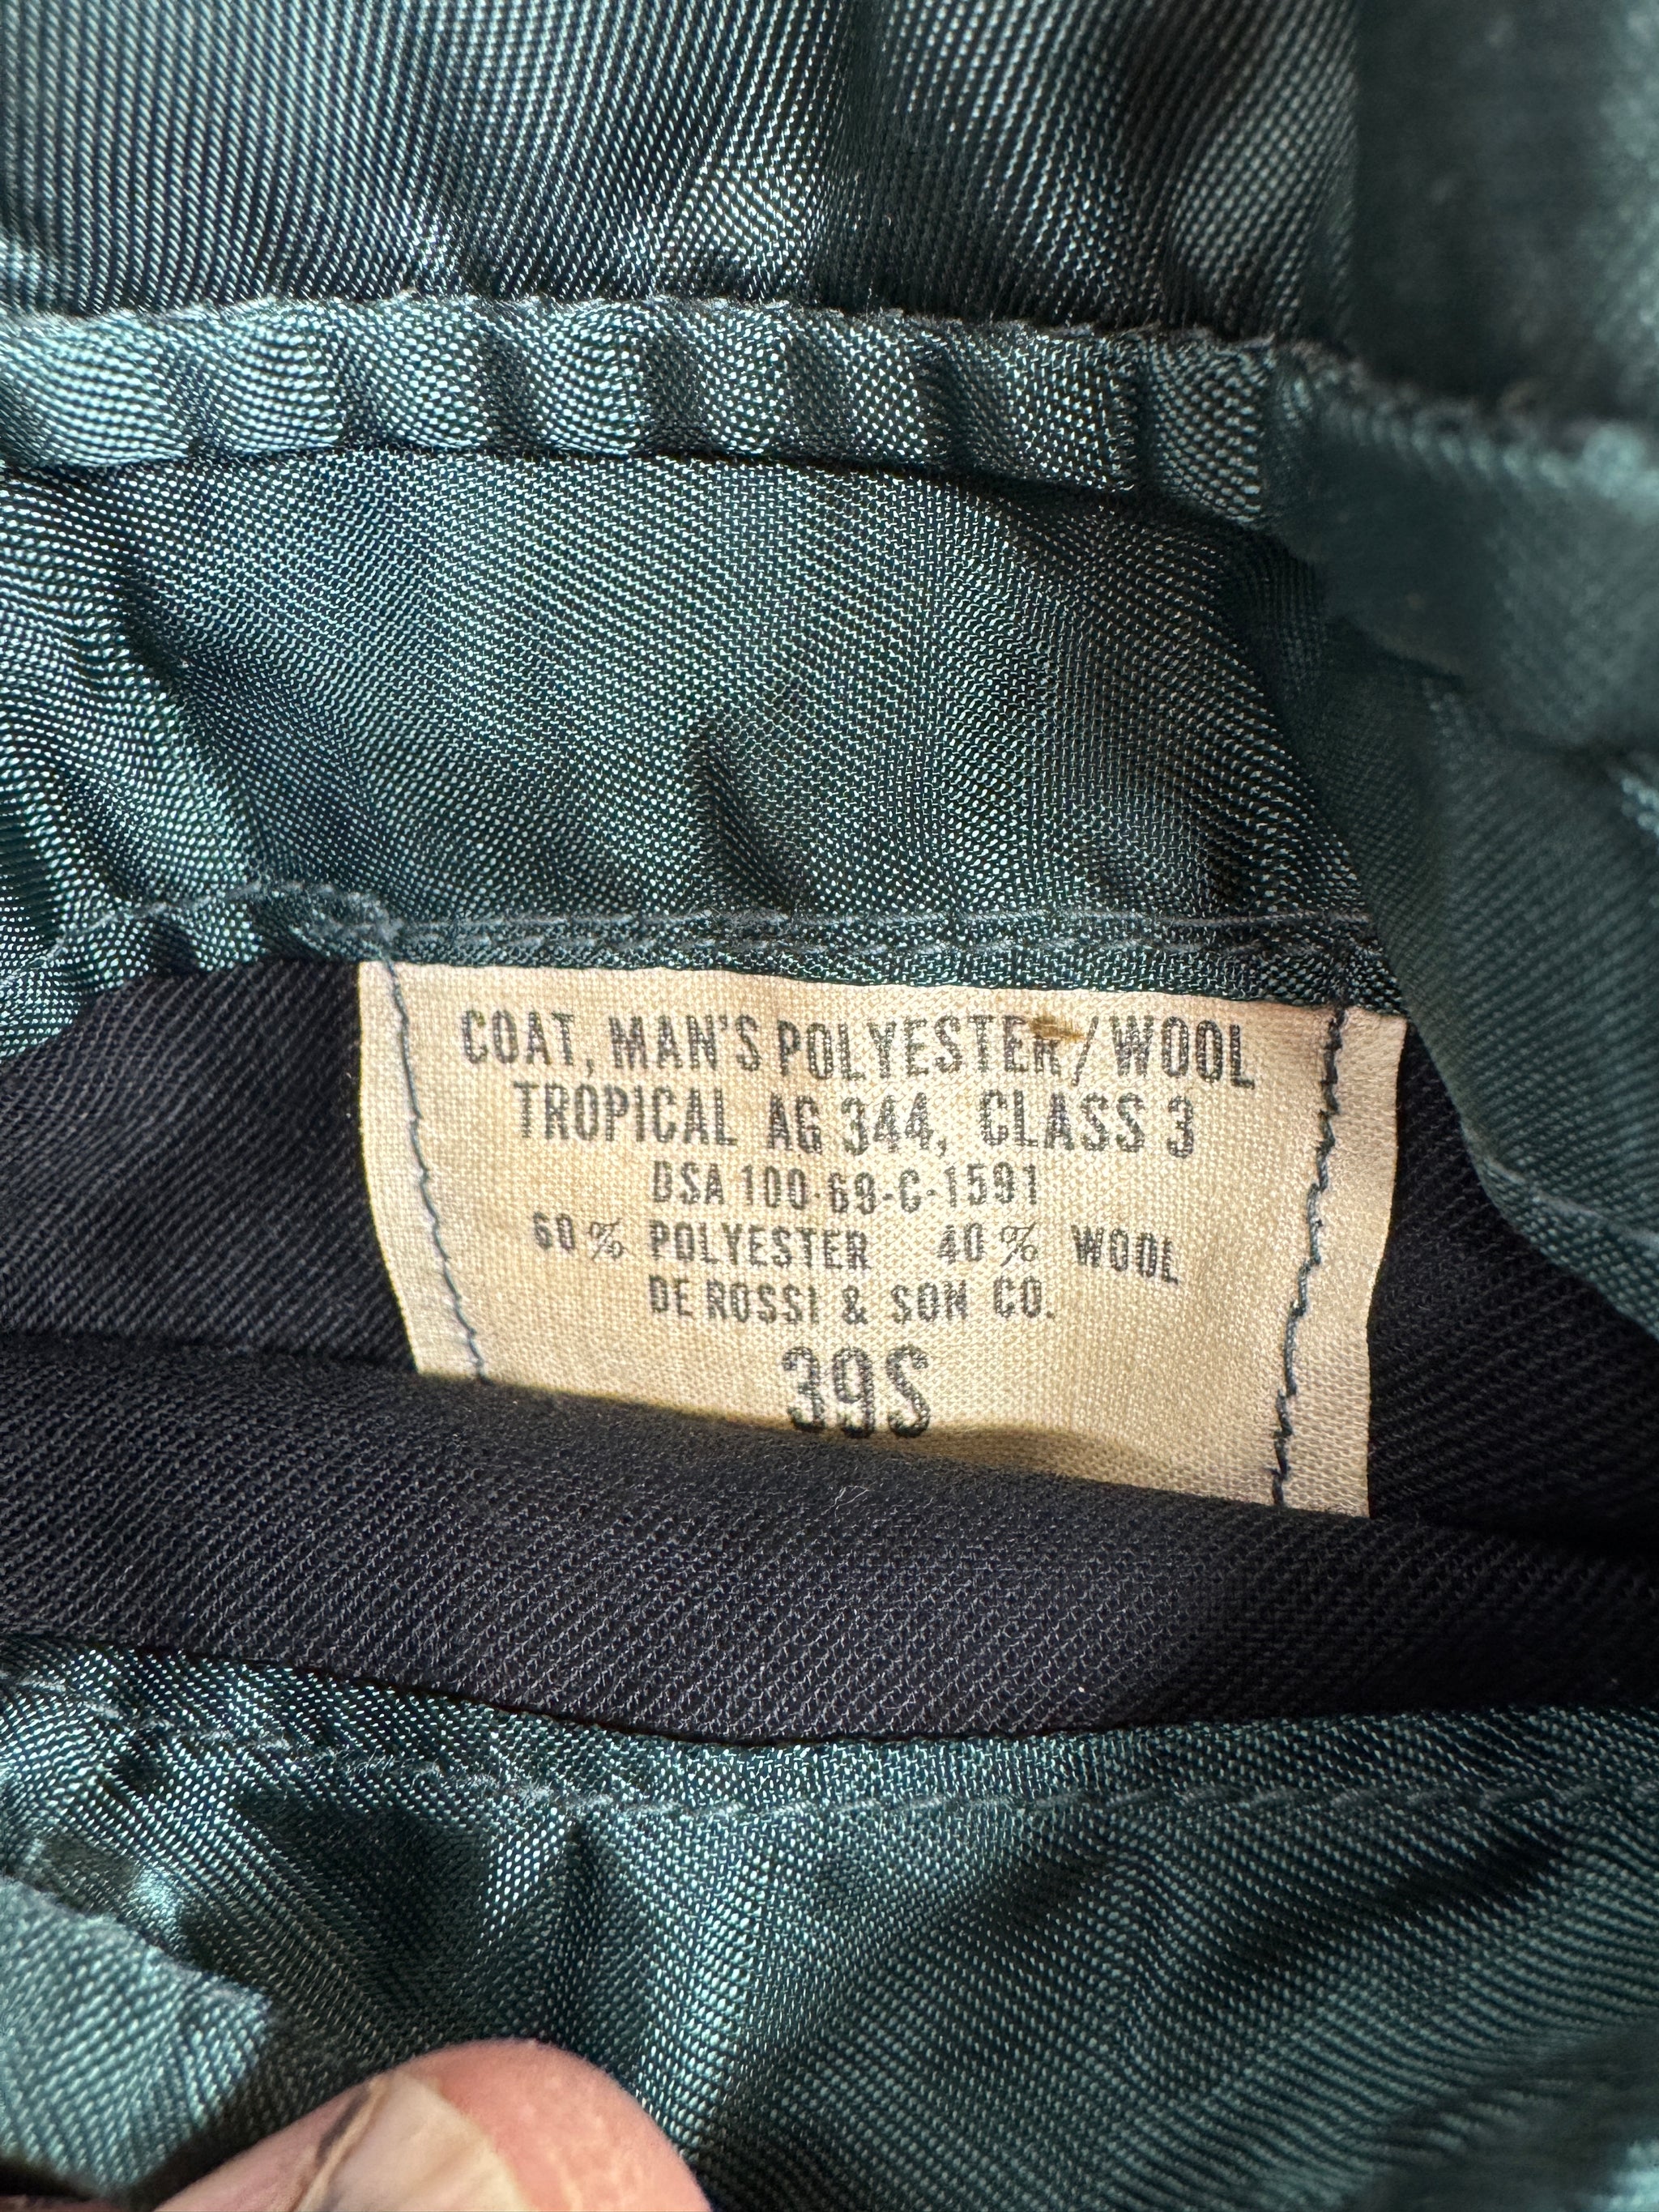 COAT, MAN'S POLYESTER/WOOL
TROPICAL AG 344, CLASS 3
DSA 100-69-C-1591
60% POLYESTER 40% WOOL
DE ROSSI & SON CO.
39S